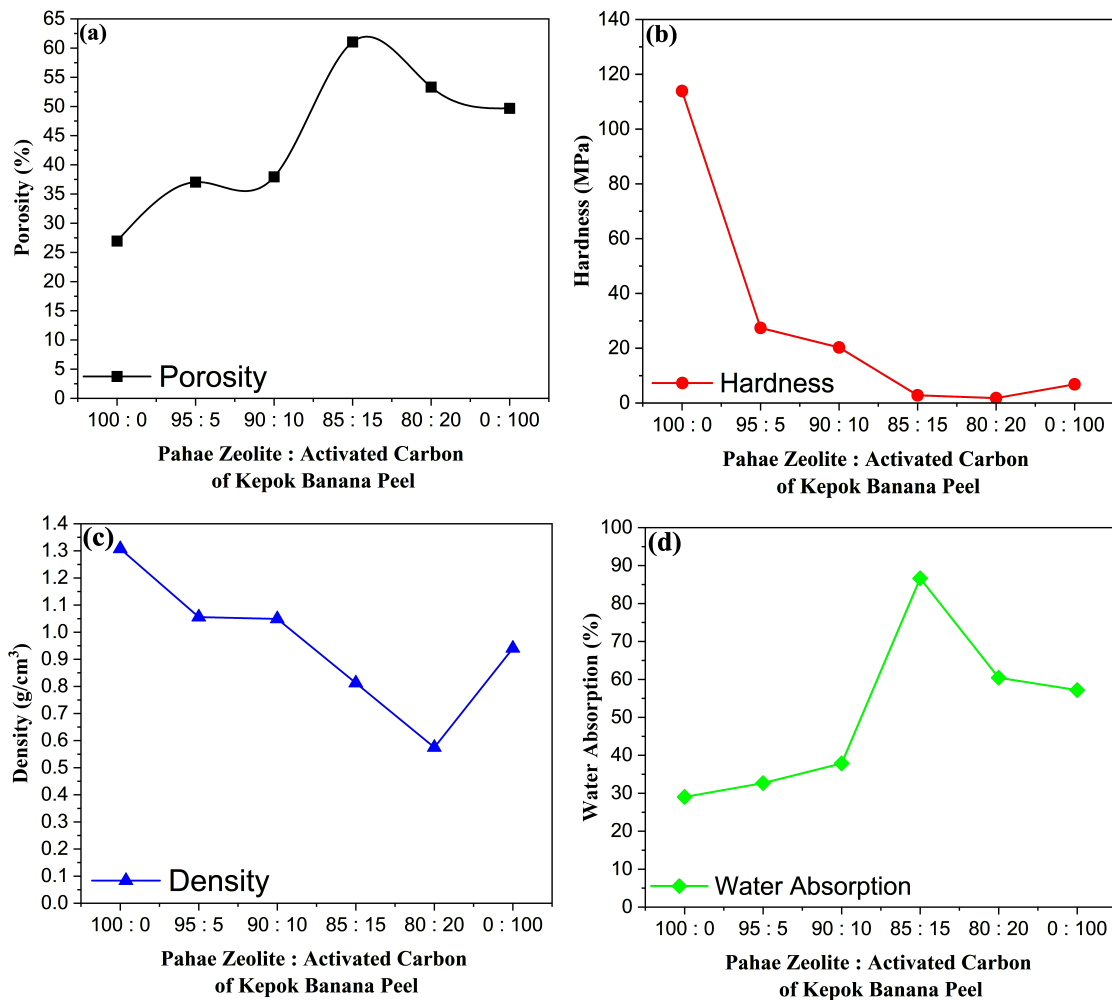 (a)
65
60
55
50
45
40
35
30
25
20
15
10
5
0
Porosity (%)
Porosity
100 : 0 95 : 5 90 : 10 85 : 15 80 : 20 0 : 100
Pahae Zeolite : Activated Carbon
of Kepok Banana Peel
(b)
140
120
100
80
60
40
20
0
Hardness (MPa)
Hardness
100 : 0 95 : 5 90 : 10 85 : 15 80 : 20 0 : 100
Pahae Zeolite : Activated Carbon
of Kepok Banana Peel
(c)
1.4
1.3
1.2
1.1
1.0
0.9
0.8
0.7
0.6
0.5
0.4
0.3
0.2
0.1
0.0
Density (g/cm³)
Density
100 : 0 95 : 5 90 : 10 85 : 15 80 : 20 0 : 100
Pahae Zeolite : Activated Carbon
of Kepok Banana Peel
(d)
100
90
80
70
60
50
40
30
20
10
0
Water Absorption (%)
Water Absorption
100 : 0 95 : 5 90 : 10 85 : 15 80 : 20 0 : 100
Pahae Zeolite : Activated Carbon
of Kepok Banana Peel